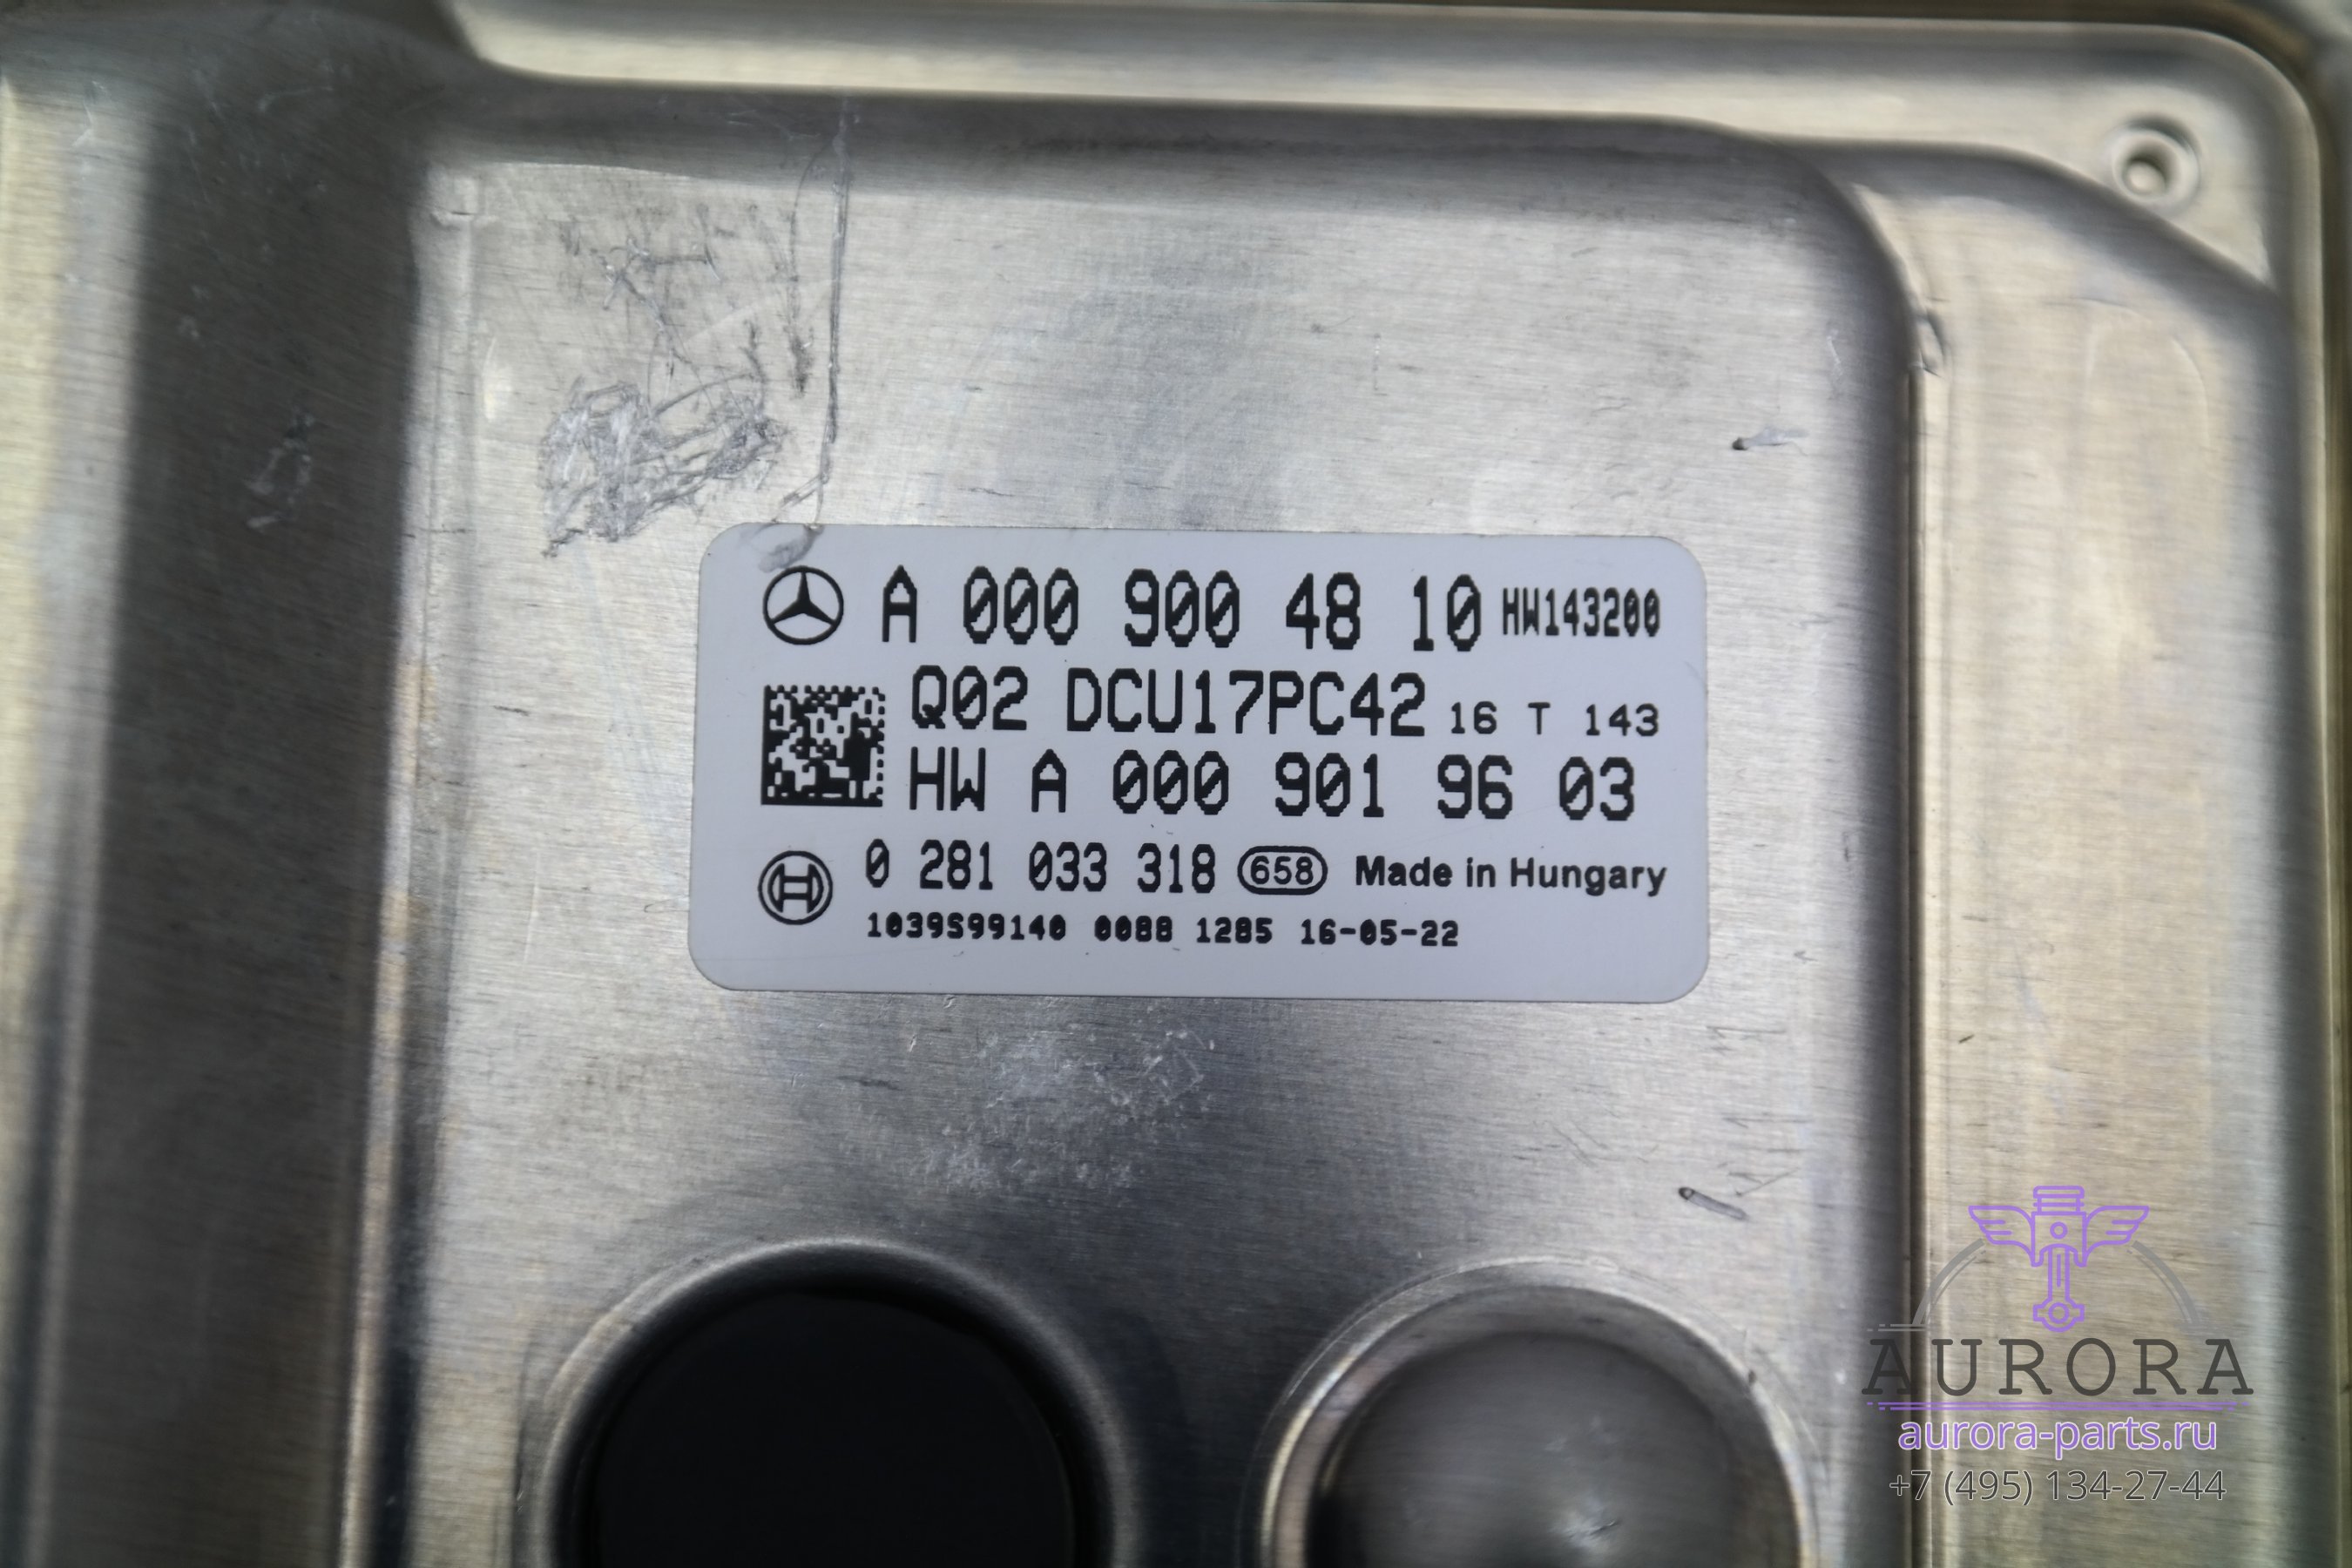 A 000 900 48 10 HW143200
Q02 DCU17PC42 16 T 143
HW A 000 901 96 03
0 281 033 318 658 Made in Hungary
1039S99140 0088 1285 16-05-22
AURORA
aurora-parts.ru
+7 (495) 134-27-44